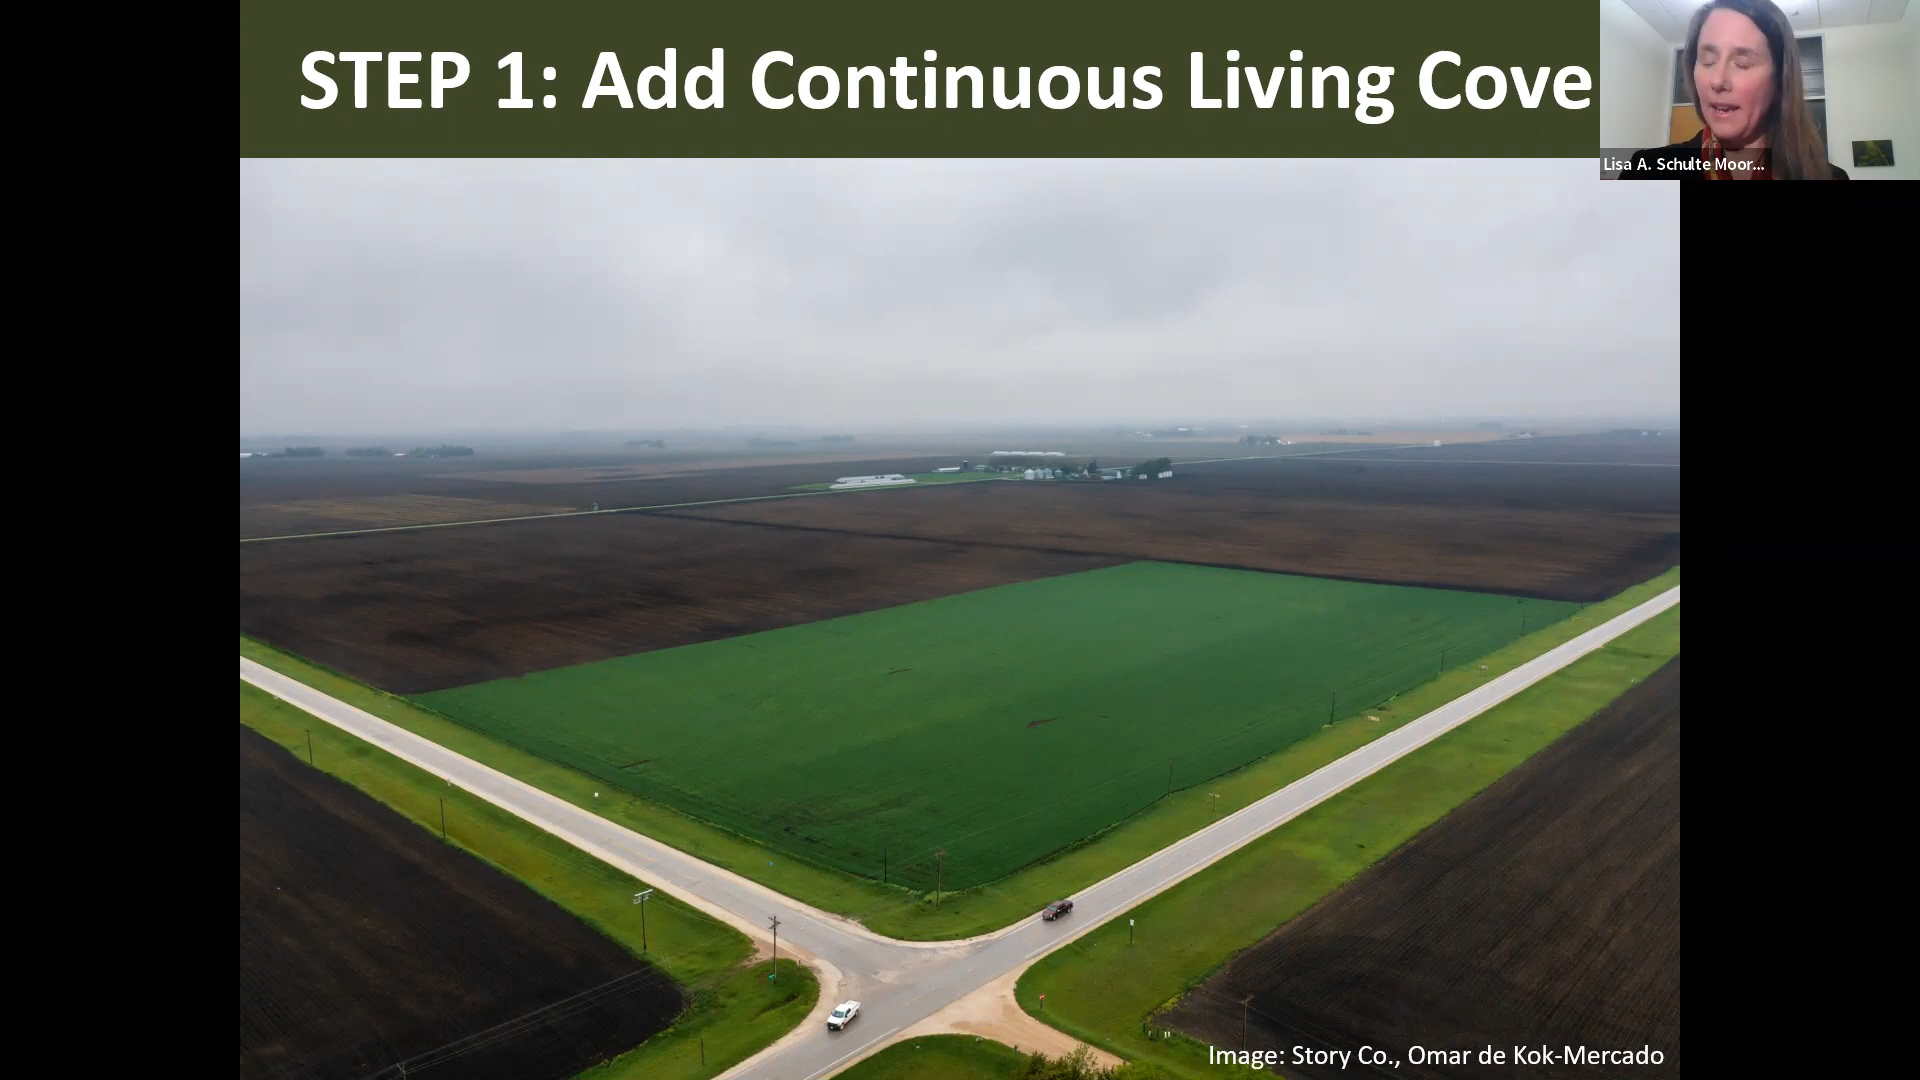 STEP 1: Add Continuous Living Cove
Lisa A. Schulte Moor...
Image: Story Co., Omar de Kok-Mercado